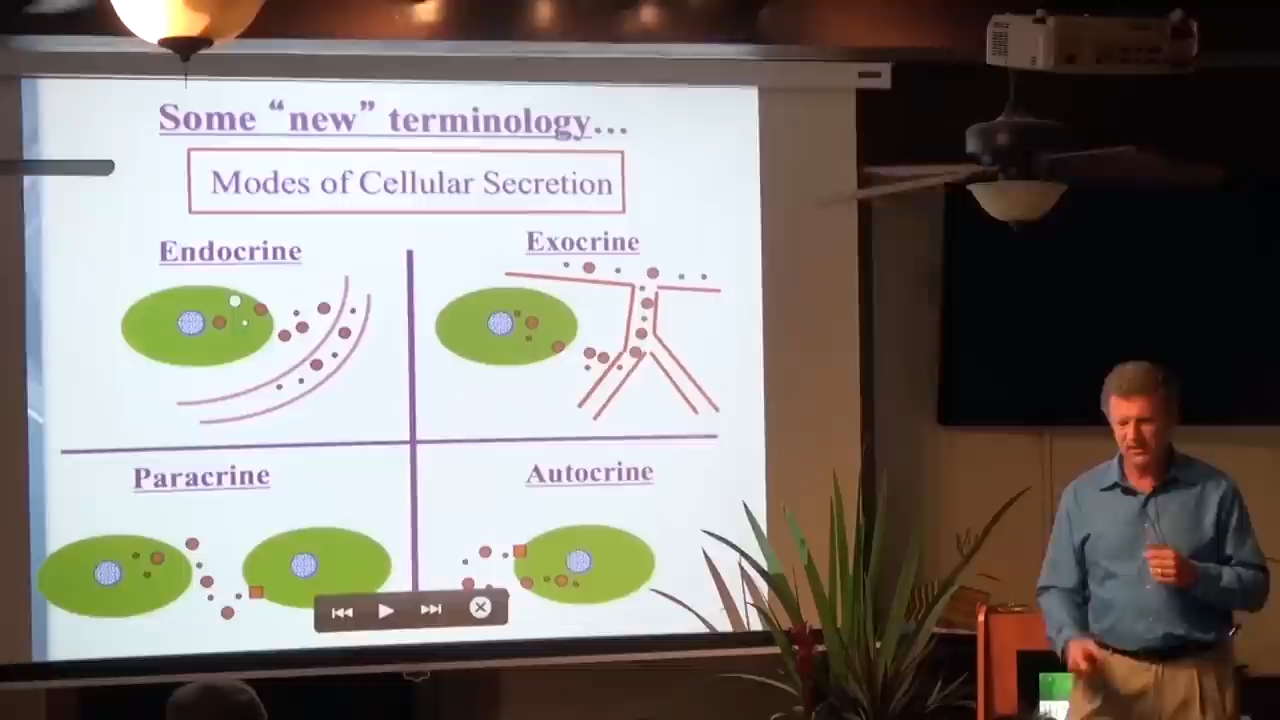 Some “new” terminology...
Modes of Cellular Secretion
Endocrine
Exocrine
Paracrine
Autocrine